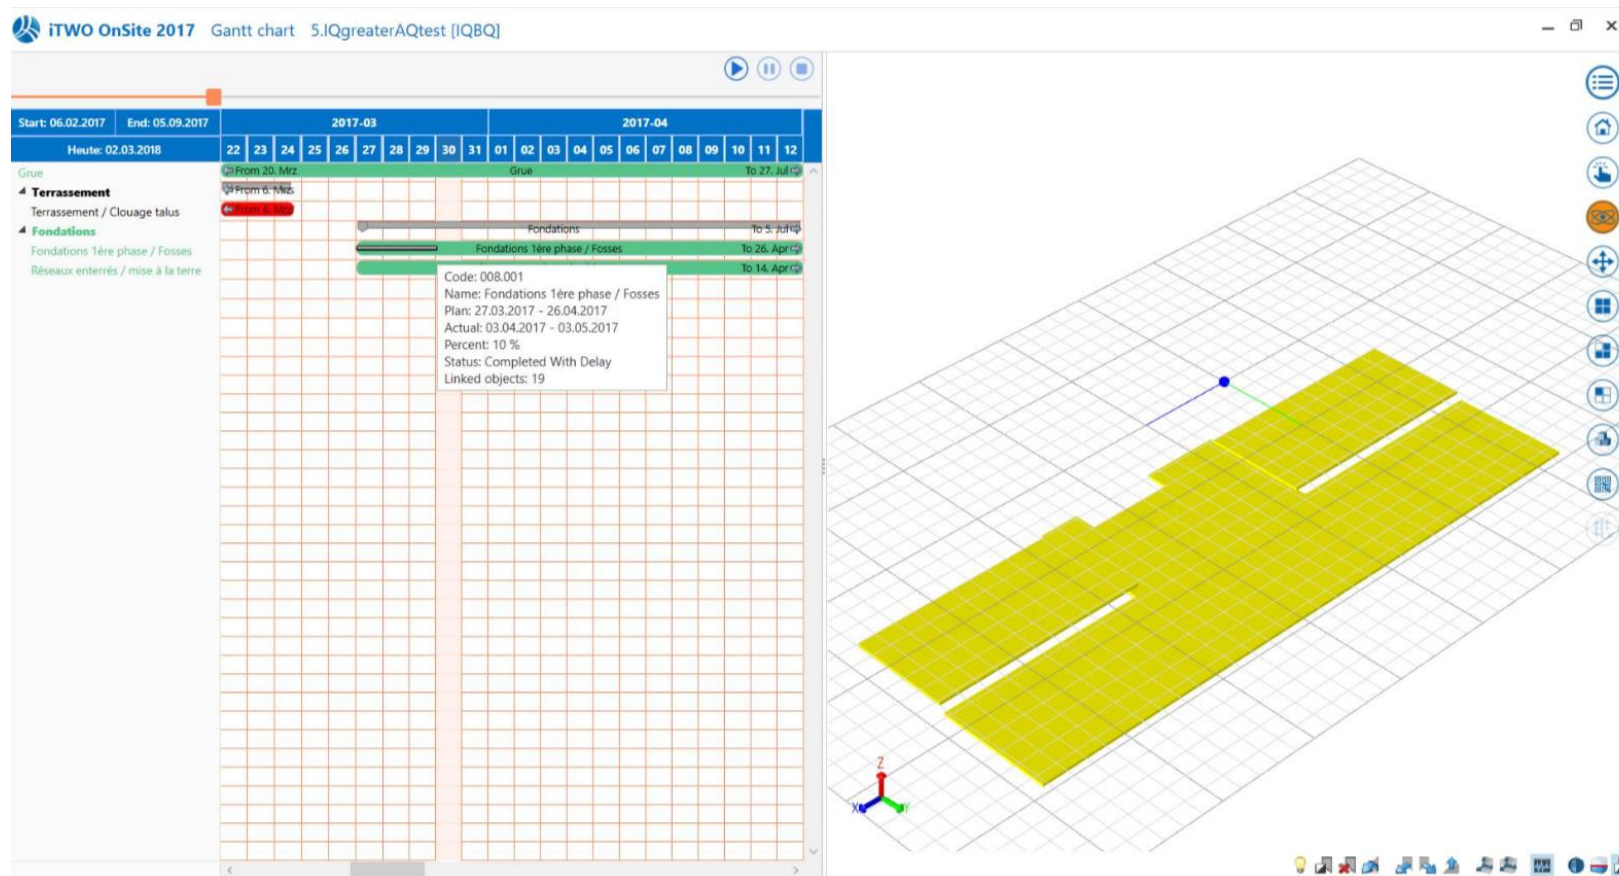 iTWO OnSite 2017 Gantt chart 5.IQgreaterAQtest [IQBQ]
Start: 06.02.2017 End: 05.09.2017 2017-03 2017-04
Heute: 02.03.2018 22 23 24 25 26 27 28 29 30 31 01 02 03 04 05 06 07 08 09 10 11 12
Grue From 20. Mrz Grue To 27. Jul
Terrassement From 6. Mrz
Terrassement / Clouage talus From 6. Mrz
Fondations Fondations To 5. Jul
Fondations 1ère phase / Fosses Fondations 1ère phase / Fosses To 26. Apr
Réseaux enterrés / mise à la terre To 14. Apr
Code: 008.001
Name: Fondations 1ère phase / Fosses
Plan: 27.03.2017 - 26.04.2017
Actual: 03.04.2017 - 03.05.2017
Percent: 10 %
Status: Completed With Delay
Linked objects: 19
Z
X Y